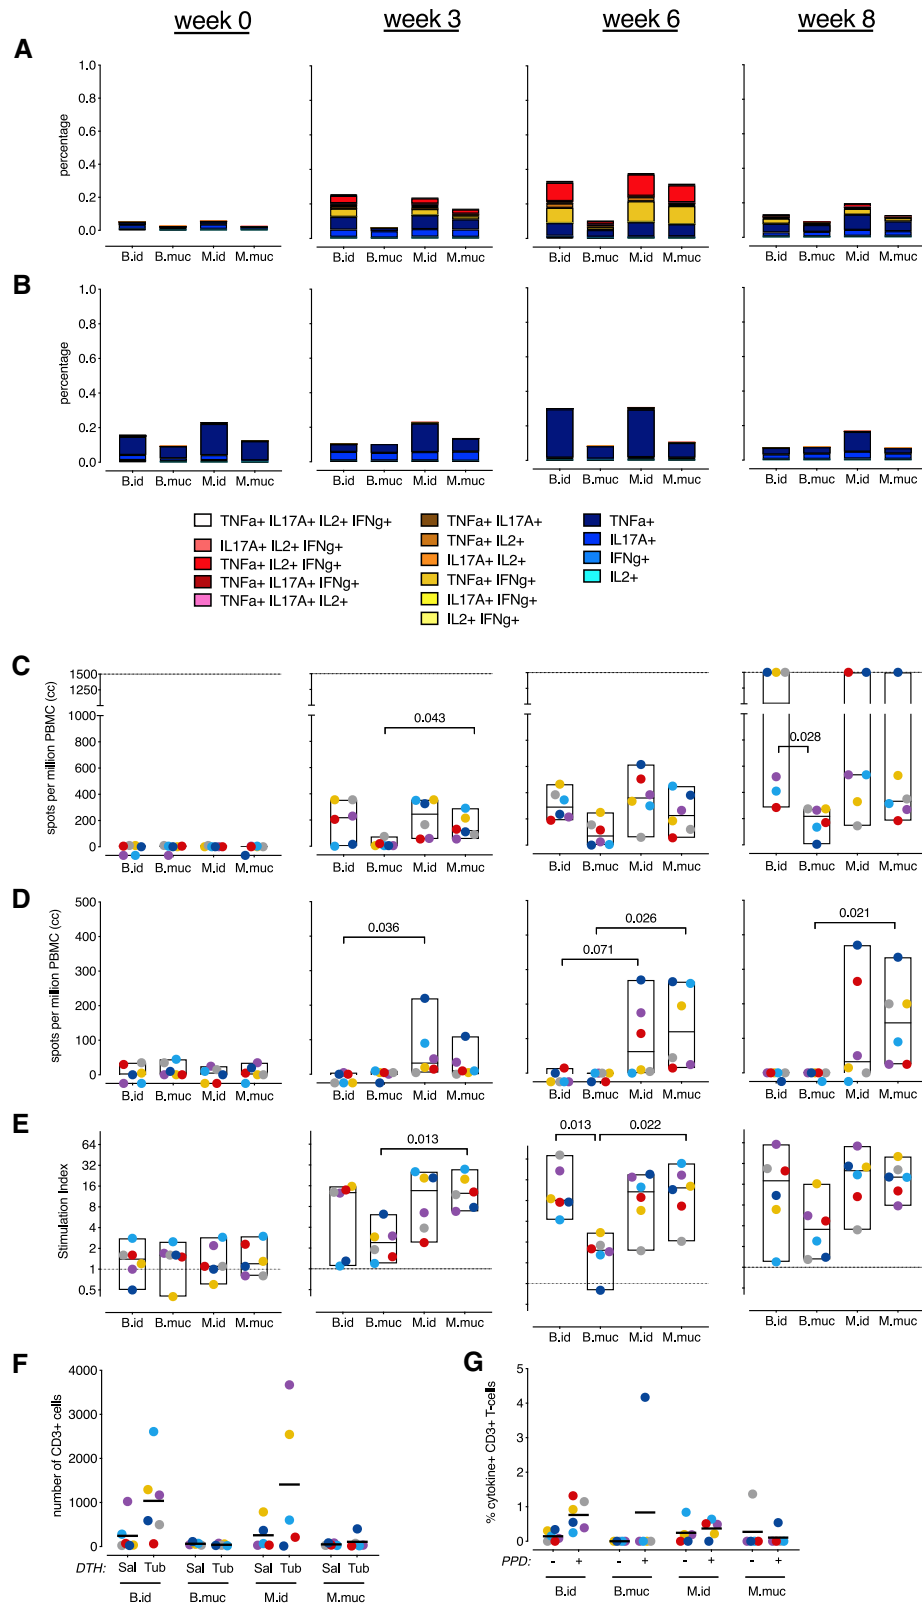 week 0 week 3 week 6 week 8
A
percentage
1.0
0.8
0.6
0.4
0.2
0.0
B.id B.muc M.id M.muc B.id B.muc M.id M.muc B.id B.muc M.id M.muc B.id B.muc M.id M.muc
B
percentage
1.0
0.8
0.6
0.4
0.2
0.0
B.id B.muc M.id M.muc B.id B.muc M.id M.muc B.id B.muc M.id M.muc B.id B.muc M.id M.muc
TNFa+ IL17A+ IL2+ IFNg+ TNFa+ IL17A+ TNFa+
IL17A+ IL2+ IFNg+ TNFa+ IL2+ IL17A+
TNFa+ IL2+ IFNg+ IL17A+ IL2+ IFNg+
TNFa+ IL17A+ IFNg+ TNFa+ IFNg+ IL2+
TNFa+ IL17A+ IL2+ IL17A+ IFNg+
IL2+ IFNg+
C
spots per million PBMC (cc)
1500
1250
1000
800
600
400
200
0
0.043
0.028
B.id B.muc M.id M.muc B.id B.muc M.id M.muc B.id B.muc M.id M.muc B.id B.muc M.id M.muc
D
spots per million PBMC (cc)
500
400
300
200
100
0
0.036
0.026
0.071
0.021
B.id B.muc M.id M.muc B.id B.muc M.id M.muc B.id B.muc M.id M.muc B.id B.muc M.id M.muc
E
Stimulation Index
64
32
16
8
4
2
1
0.5
0.013
0.013 0.022
B.id B.muc M.id M.muc B.id B.muc M.id M.muc B.id B.muc M.id M.muc B.id B.muc M.id M.muc
F
number of CD3+ cells
4000
3000
2000
1000
0
DTH: Sal Tub Sal Tub Sal Tub Sal Tub
B.id B.muc M.id M.muc
G
% cytokine+ CD3+ T-cells
5
4
3
2
1
0
PPD: - + - + - + - +
B.id B.muc M.id M.muc